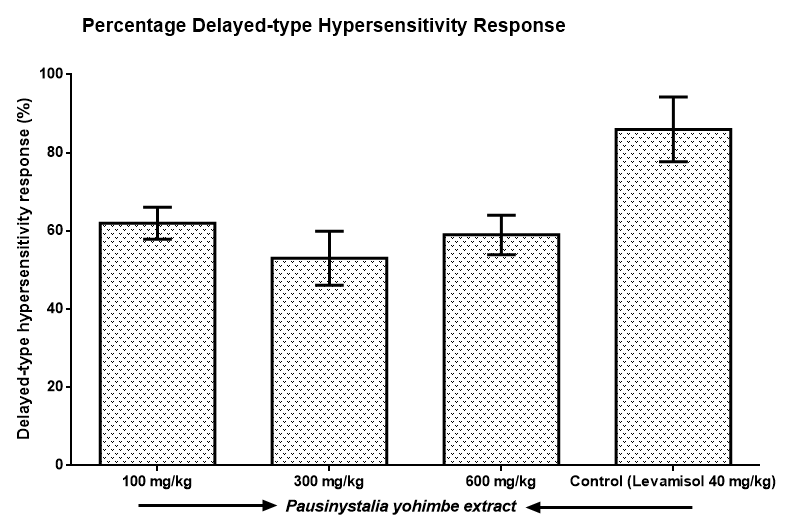 Percentage Delayed-type Hypersensitivity Response
Delayed-type hypersensitivity response (%)
100
80
60
40
20
0
100 mg/kg 300 mg/kg 600 mg/kg Control (Levamisol 40 mg/kg)
Pausinystalia yohimbe extract